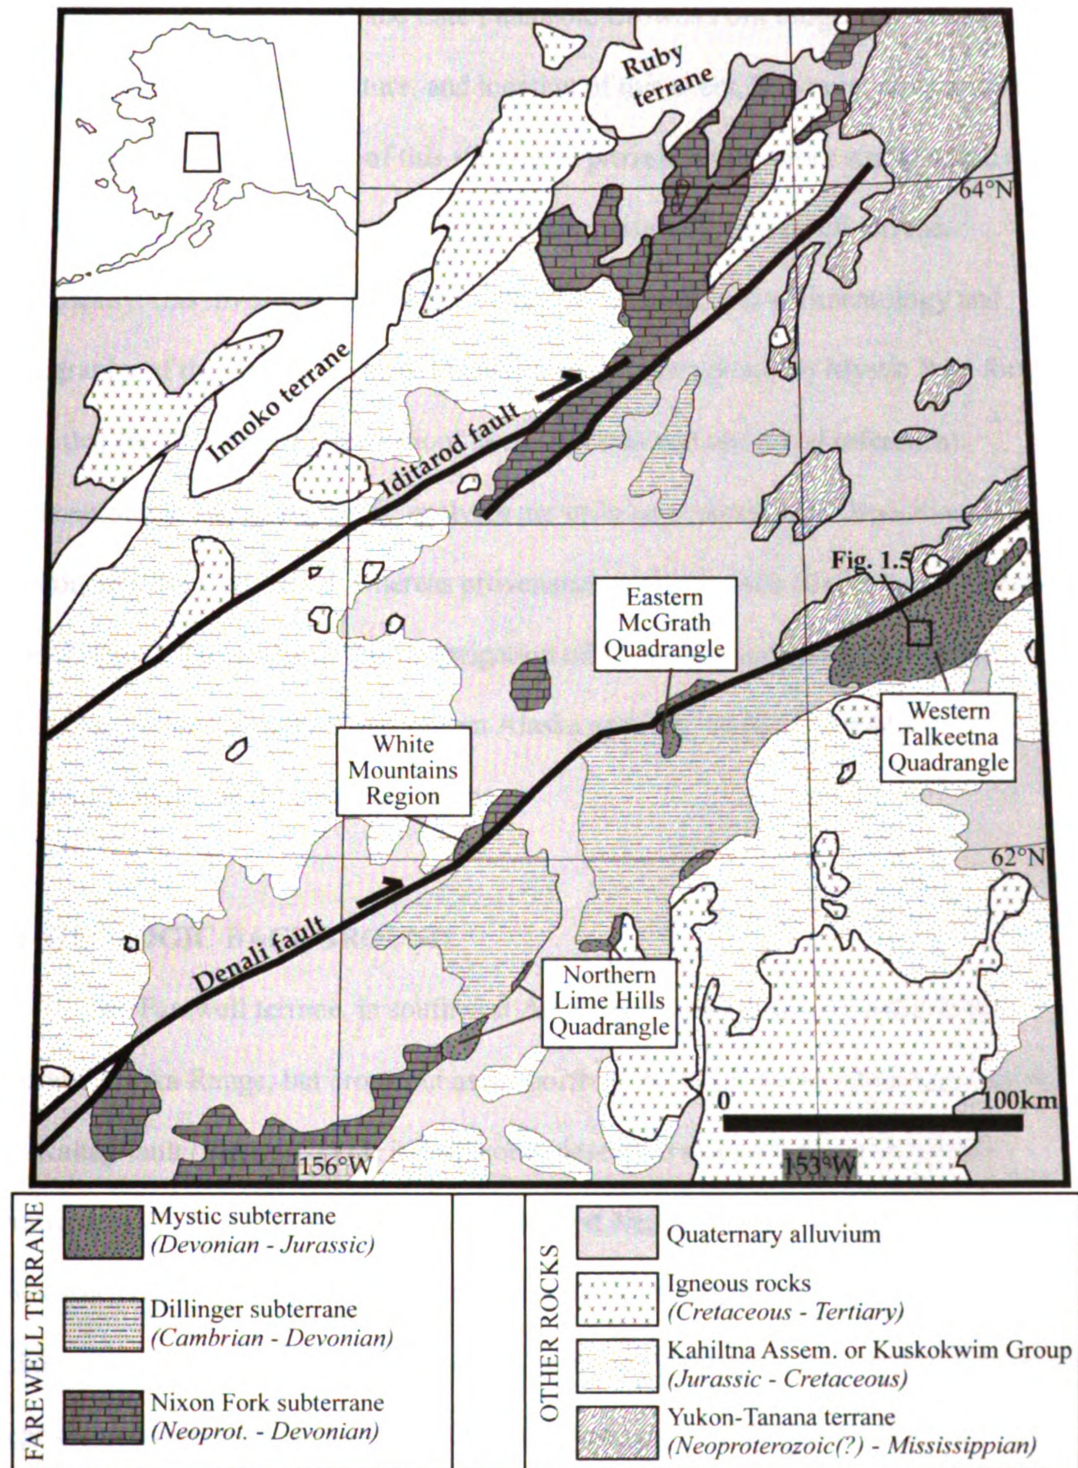 Ruby
terrane
64°N
Innoko terrane
Iditarod fault
Fig. 1.5
Eastern
McGrath
Quadrangle
Western
Talkeetna
Quadrangle
White
Mountains
Region
62°N
Denali fault
Northern
Lime Hills
Quadrangle
0 100km
156°W
153°W
FAREWELL TERRANE
Mystic subterrane
(Devonian - Jurassic)
Dillinger subterrane
(Cambrian - Devonian)
Nixon Fork subterrane
(Neoprot. - Devonian)
OTHER ROCKS
Quaternary alluvium
Igneous rocks
(Cretaceous - Tertiary)
Kahiltna Assem. or Kuskokwim Group
(Jurassic - Cretaceous)
Yukon-Tanana terrane
(Neoproterozoic(?) - Mississippian)